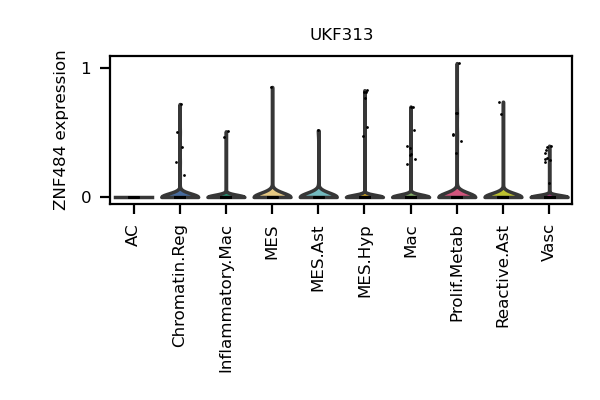 UKF313
ZNF484 expression
1
0
AC
Chromatin.Reg
Inflammatory.Mac
MES
MES.Ast
MES.Hyp
Mac
Prolif.Metab
Reactive.Ast
Vasc